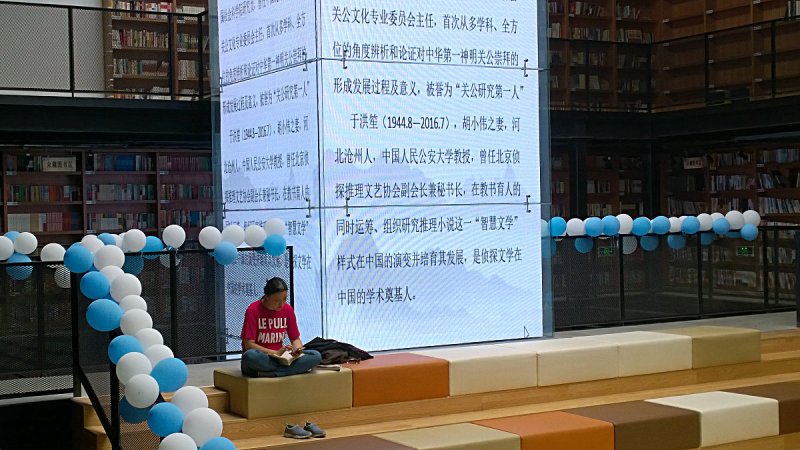 关公文化专业委员会主任，首次从多学科、全方
位的角度辨析和论证对中华第一神明关公崇拜的
形成发展过程及意义，被誉为“关公研究第一人”
于洪笙（1944.8—2016.7），胡小伟之妻，河
北沧州人，中国人民公安大学教授，曾任北京侦
探推理文艺协会副会长兼秘书长，在教书育人的
同时运筹、组织研究推理小说这一“智慧文学”
样式在中国的演变并培育其发展，是侦探文学在
中国的学术奠基人。
LE PULL
MARIN